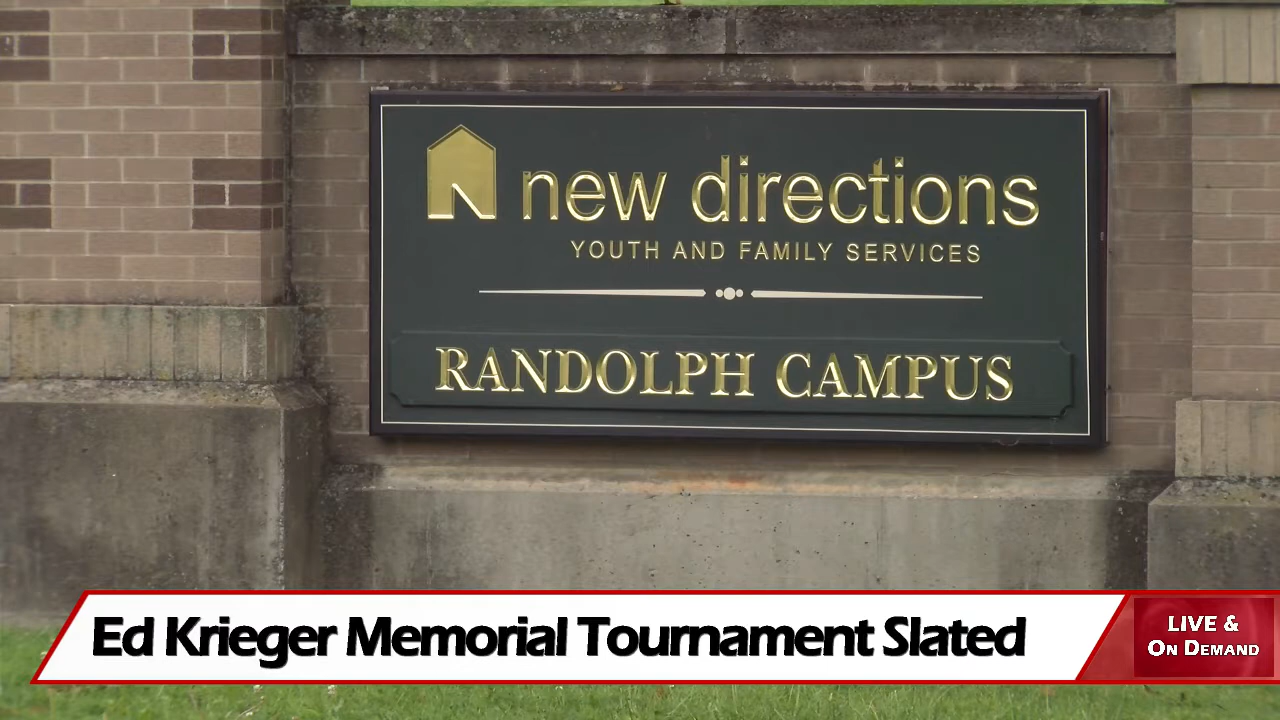 new directions
YOUTH AND FAMILY SERVICES
RANDOLPH CAMPUS
Ed Krieger Memorial Tournament Slated
LIVE &
ON DEMAND